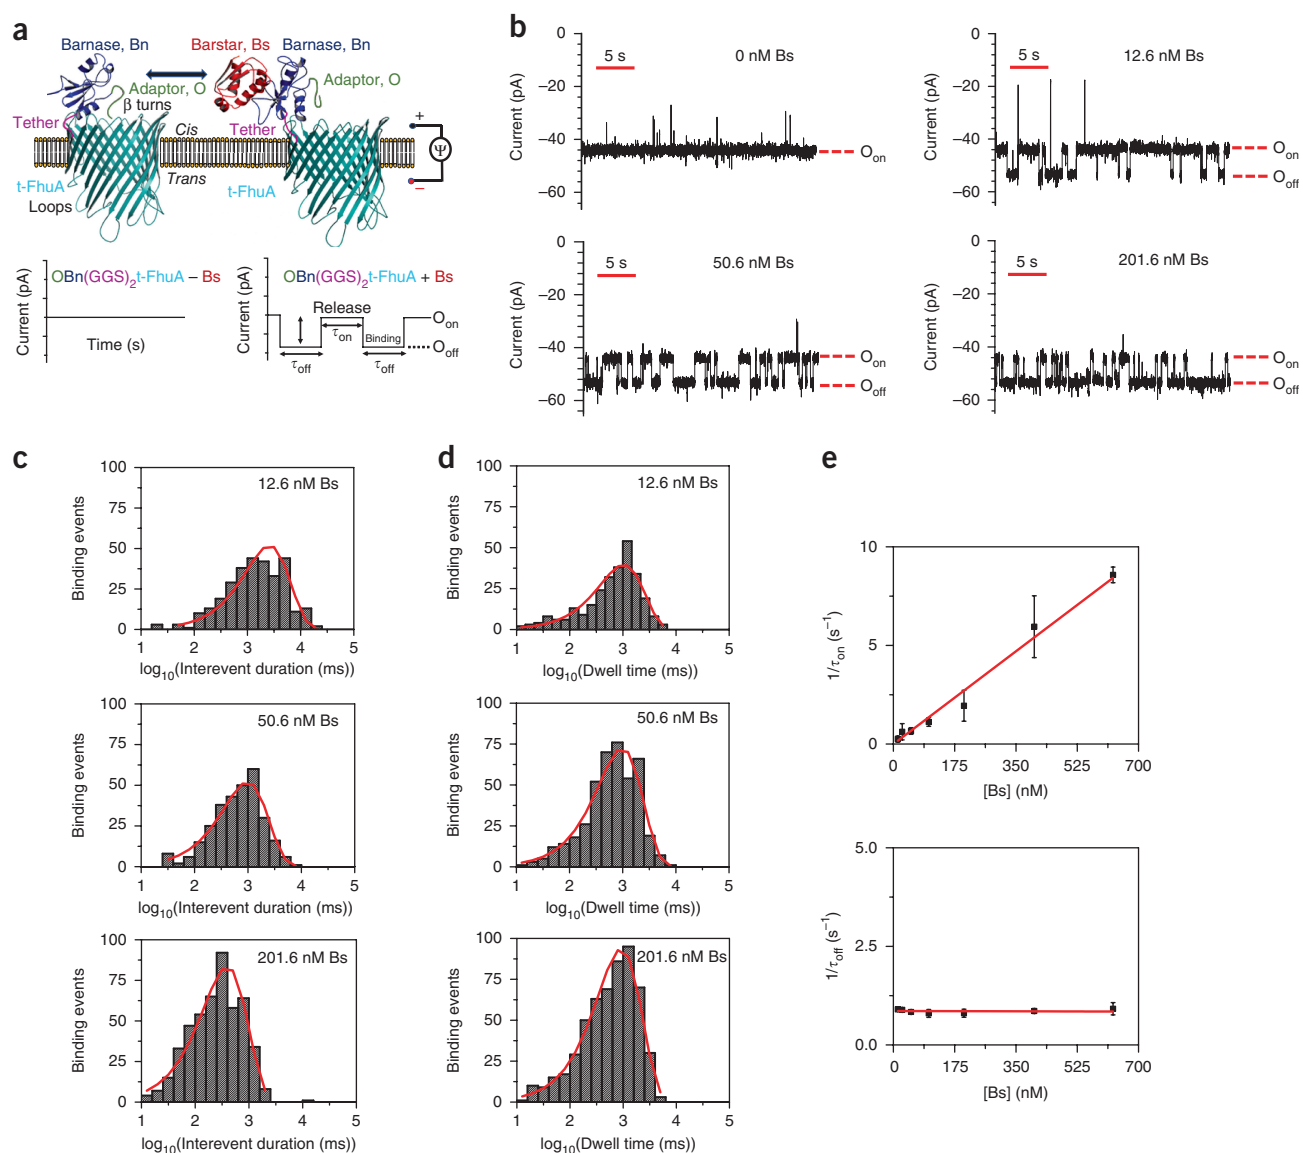 a
Barnase, Bn
Barstar, Bs
Barnase, Bn
Adaptor, O
β turns
Adaptor, O
Tether
Cis
Tether
Trans
t-FhuA
Loops
t-FhuA
+
Ψ
−
Current (pA)
OBn(GGS)2t-FhuA – Bs
Time (s)
Current (pA)
OBn(GGS)2t-FhuA + Bs
Release
τon
Binding
τoff
τoff
Oon
Ooff
b
Current (pA)
0
–20
–40
–60
5 s
0 nM Bs
Oon
Current (pA)
0
–20
–40
–60
5 s
12.6 nM Bs
Oon
Ooff
Current (pA)
0
–20
–40
–60
5 s
50.6 nM Bs
Oon
Ooff
Current (pA)
0
–20
–40
–60
5 s
201.6 nM Bs
Oon
Ooff
c
Binding events
100
75
50
25
0
12.6 nM Bs
1 2 3 4 5
log10(Interevent duration (ms))
Binding events
100
75
50
25
0
50.6 nM Bs
1 2 3 4 5
log10(Interevent duration (ms))
Binding events
100
75
50
25
0
201.6 nM Bs
1 2 3 4 5
log10(Interevent duration (ms))
d
Binding events
100
75
50
25
0
12.6 nM Bs
1 2 3 4 5
log10(Dwell time (ms))
Binding events
100
75
50
25
0
50.6 nM Bs
1 2 3 4 5
log10(Dwell time (ms))
Binding events
100
75
50
25
0
201.6 nM Bs
1 2 3 4 5
log10(Dwell time (ms))
e
1/τon (s−1)
10
5
0
0 175 350 525 700
[Bs] (nM)
1/τoff (s−1)
5.0
2.5
0.0
0 175 350 525 700
[Bs] (nM)